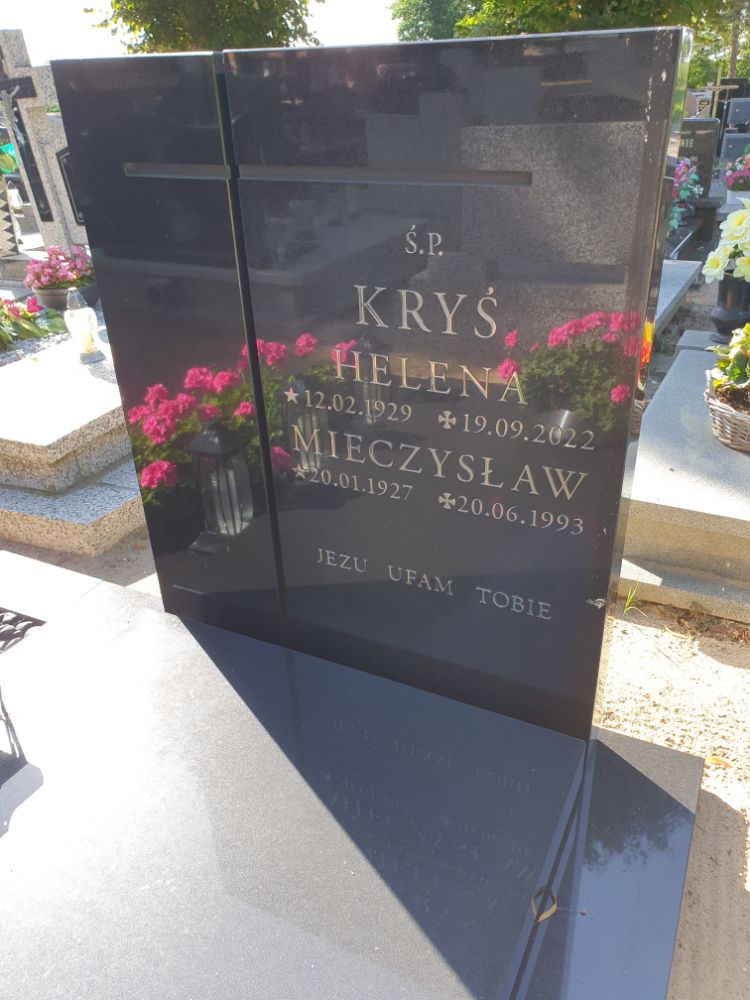 Ś.P.
KRYŚ
HELENA
★12.02.1929 ✠19.09.2022
MIECZYSŁAW
★20.01.1927 ✠20.06.1993
JEZU UFAM TOBIE